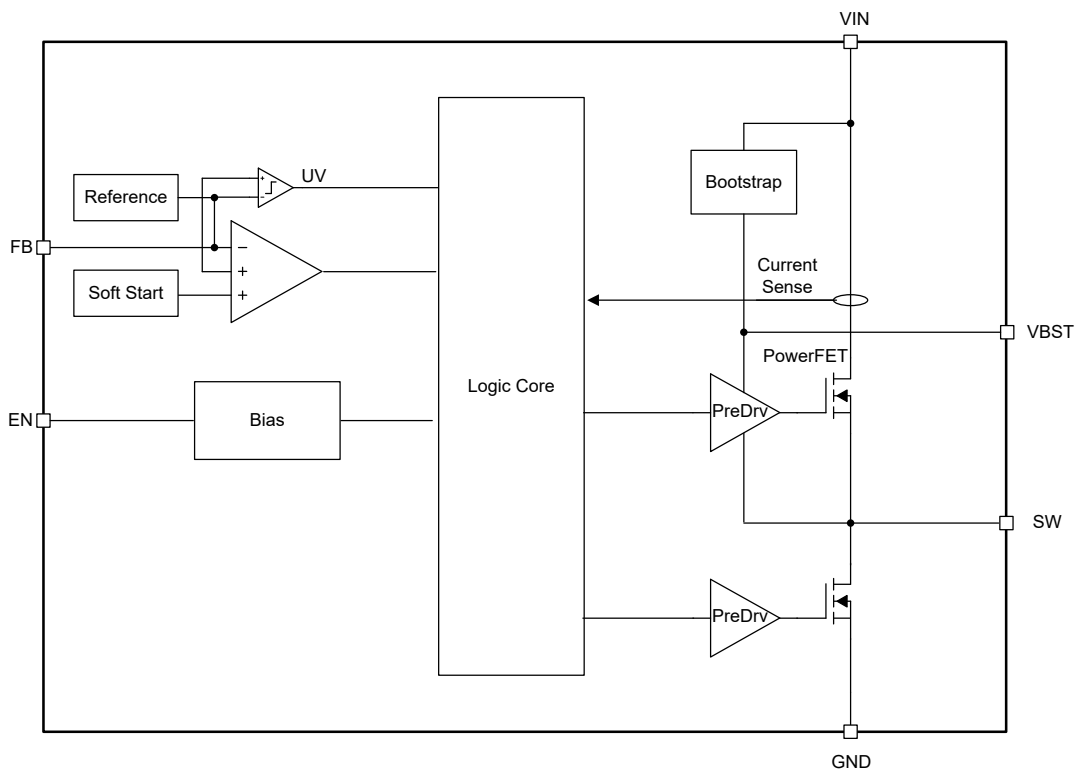 VIN
UV
Reference
Bootstrap
FB
−
+
+
+
-
Soft Start
Current
Sense
VBST
PowerFET
Logic Core
EN
Bias
PreDrv
SW
PreDrv
GND